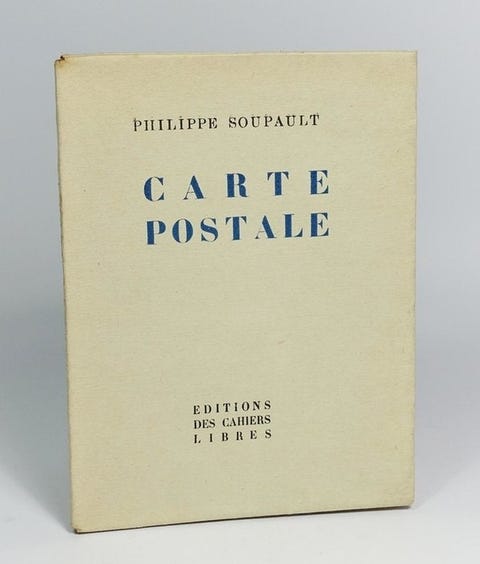 PHILIPPE SOUPAULT
CARTE
POSTALE
EDITIONS
DES CAHIERS
LIBRES